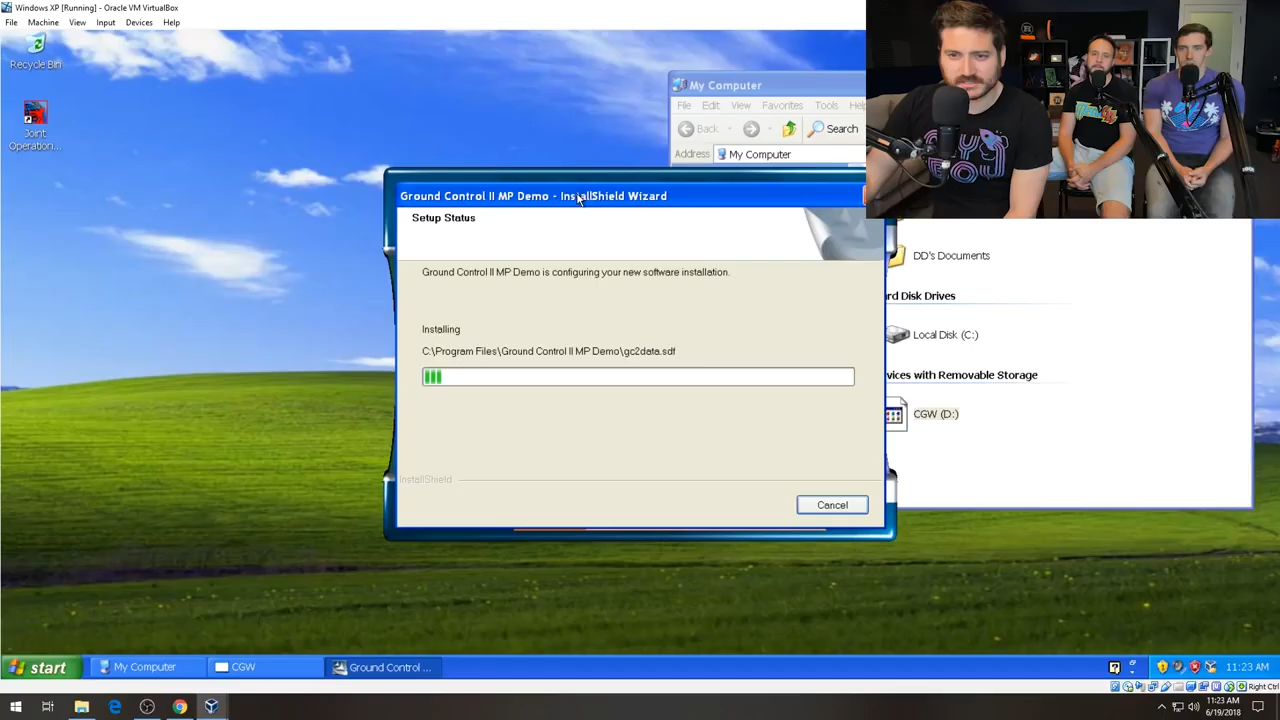 Windows XP [Running] - Oracle VM VirtualBox
File Machine View Input Devices Help
Recycle Bin
Joint
Operation...
My Computer
File Edit View Favorites Tools Help
Back Search
Address My Computer
Ground Control II MP Demo - InstallShield Wizard
Setup Status
Ground Control II MP Demo is configuring your new software installation.
Installing
C:\Program Files\Ground Control II MP Demo\gc2data.sdf
InstallShield
Cancel
DD's Documents
rd Disk Drives
Local Disk (C:)
vices with Removable Storage
CGW (D:)
start My Computer CGW Ground Control ... 11:23 AM
Right Ctrl
11:23 AM
6/19/2018